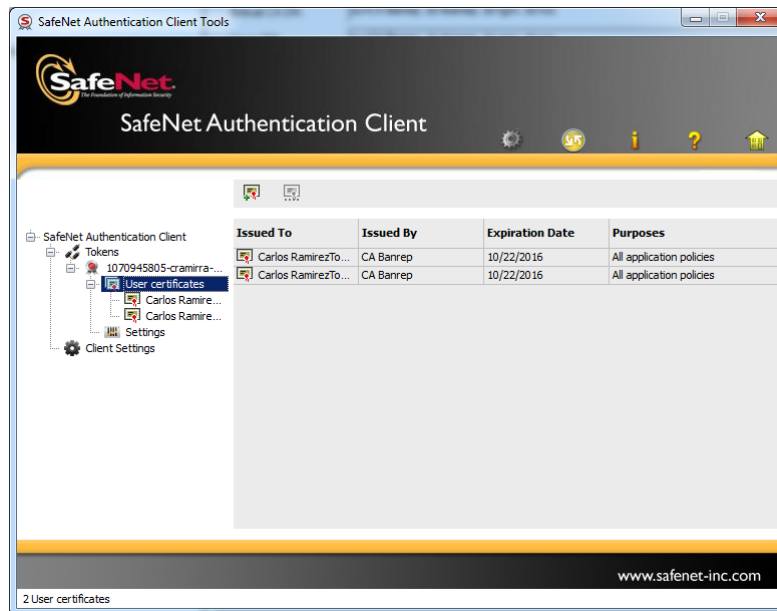 SafeNet Authentication Client Tools
SafeNet.
The Foundation of Information Security
SafeNet Authentication Client
SafeNet Authentication Client
Tokens
1070945805-cramirra-...
User certificates
Carlos Ramire...
Carlos Ramire...
Settings
Client Settings
Issued To Issued By Expiration Date Purposes
Carlos RamirezTo... CA Banrep 10/22/2016 All application policies
Carlos RamirezTo... CA Banrep 10/22/2016 All application policies
www.safenet-inc.com
2 User certificates